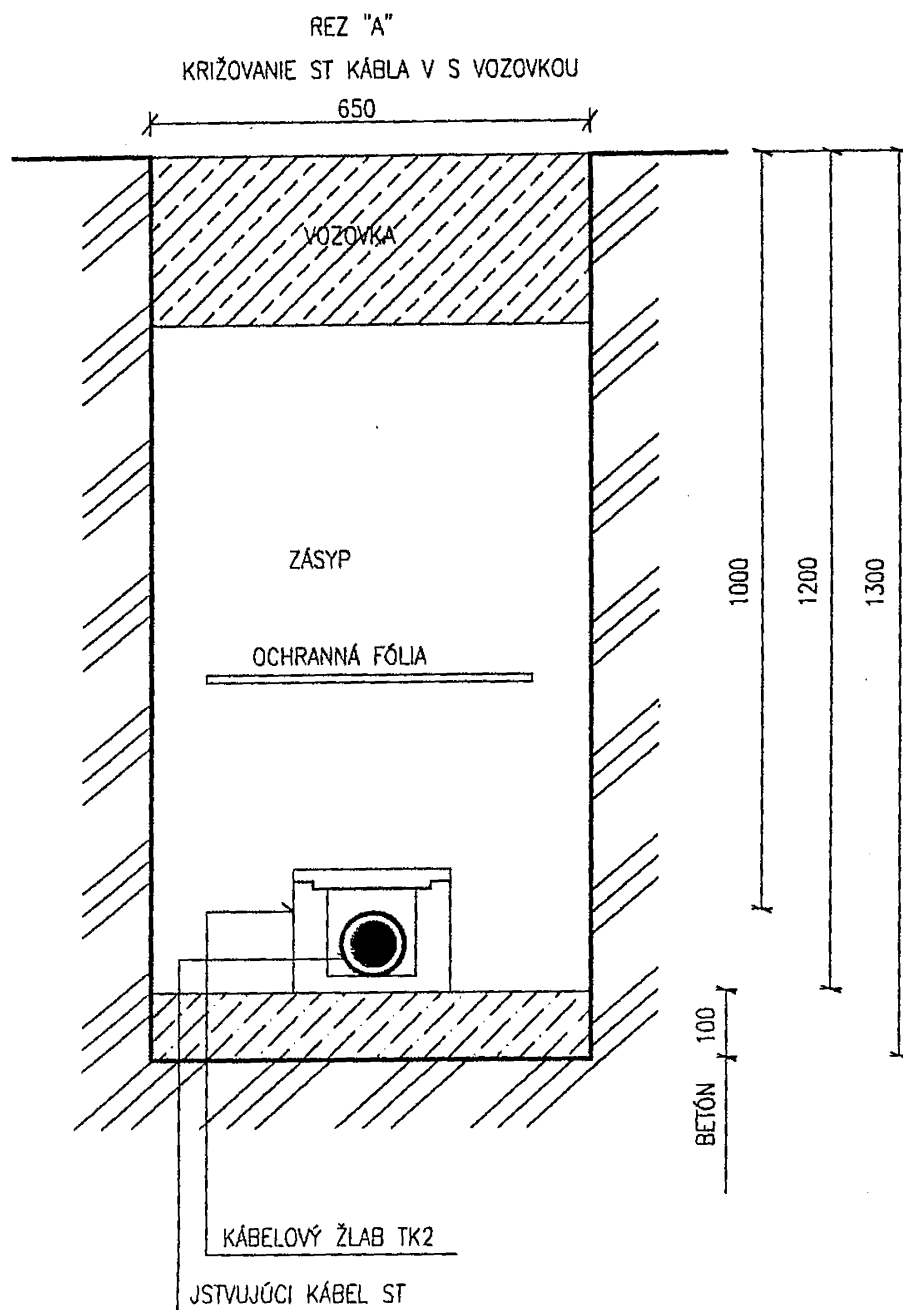 REZ "A"
KRIŽOVANIE ST KÁBLA V S VOZOVKOU
650
VOZOVKA
ZÁSYP
OCHRANNÁ FÓLIA
1000
1200
1300
100
BETÓN
KÁBELOVÝ ŽLAB TK2
JSTVUJÚCI KÁBEL ST